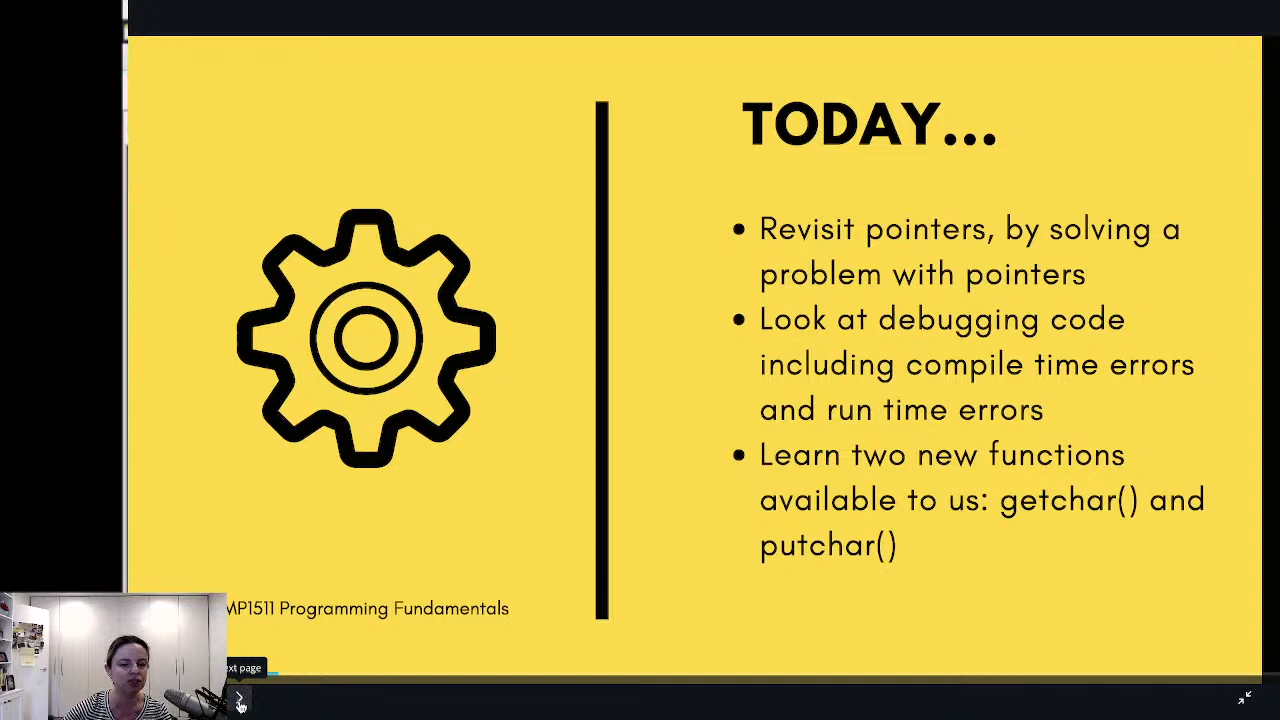 TODAY...
Revisit pointers, by solving a
problem with pointers
Look at debugging code
including compile time errors
and run time errors
Learn two new functions
available to us: getchar() and
putchar()
MP1511 Programming Fundamentals
ext page